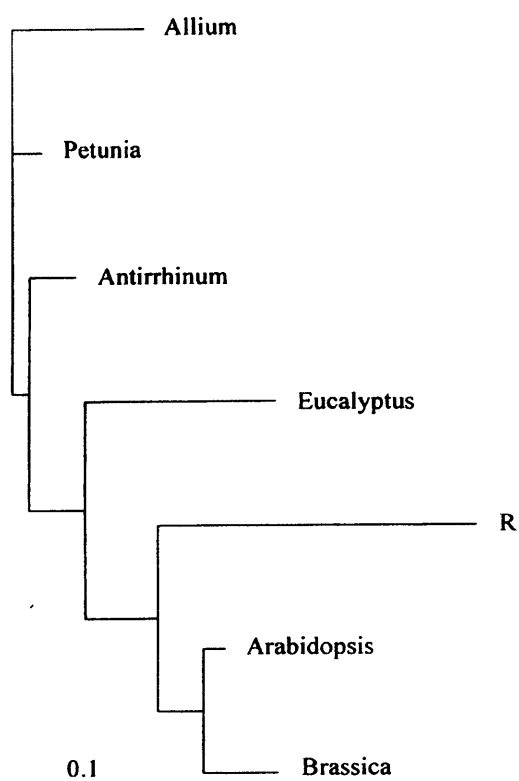 Allium
Petunia
Antirrhinum
Eucalyptus
R
Arabidopsis
0.1
Brassica